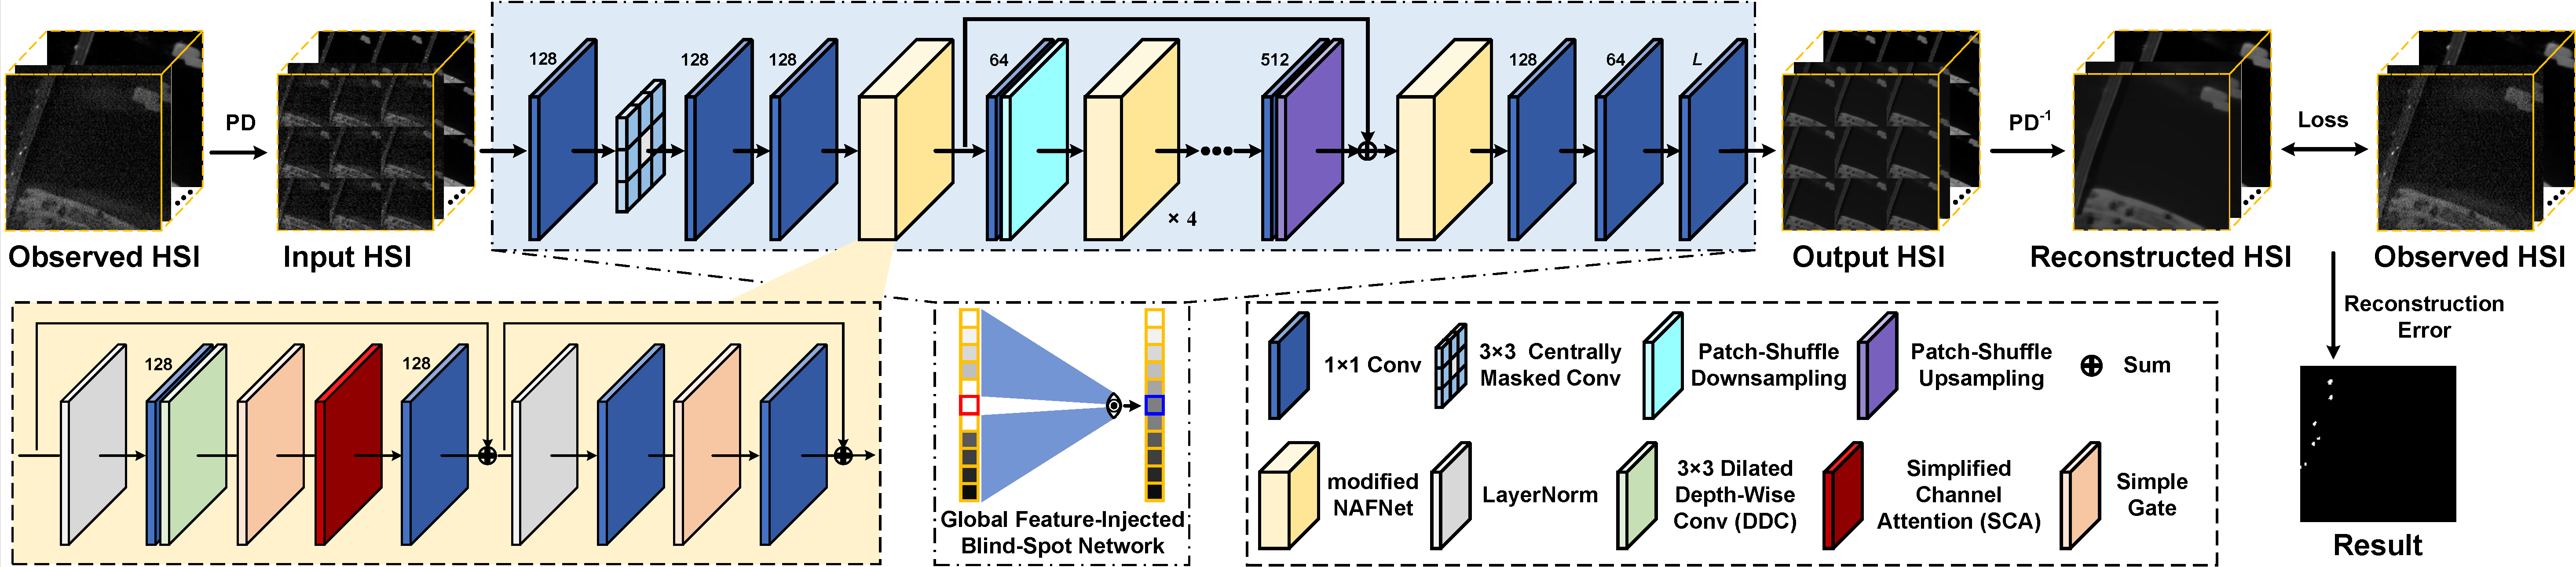 128
128
128
64
512
128
64
L
PD
PD-1
Loss
× 4
Observed HSI
Input HSI
Output HSI
Reconstructed HSI
Observed HSI
Reconstruction
Error
128
128
Global Feature-Injected
Blind-Spot Network
1×1 Conv
3×3 Centrally
Masked Conv
Patch-Shuffle
Downsampling
Patch-Shuffle
Upsampling
Sum
modified
NAFNet
LayerNorm
3×3 Dilated
Depth-Wise
Conv (DDC)
Simplified
Channel
Attention (SCA)
Simple
Gate
Result